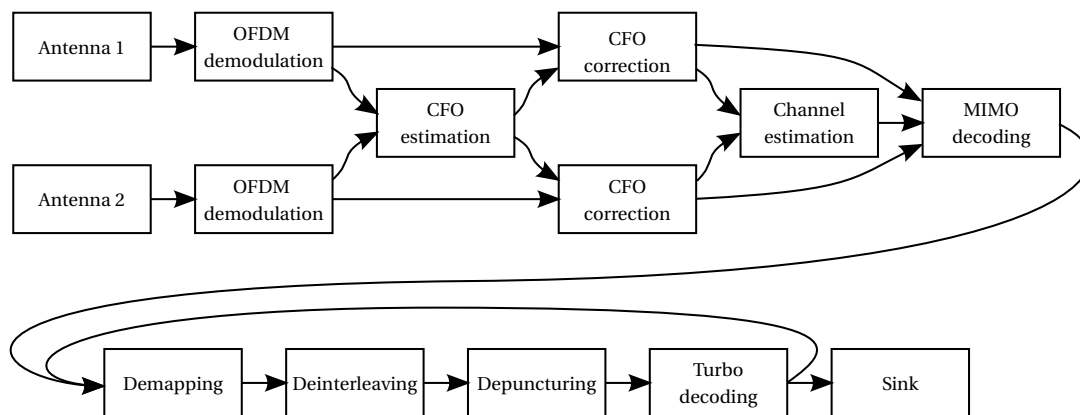 Antenna 1
OFDM
demodulation
CFO
correction
CFO
estimation
Channel
estimation
MIMO
decoding
Antenna 2
OFDM
demodulation
CFO
correction
Demapping
Deinterleaving
Depuncturing
Turbo
decoding
Sink